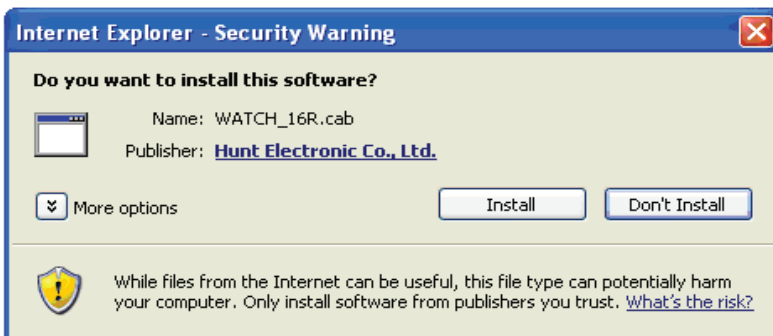 Internet Explorer - Security Warning
Do you want to install this software?
Name: WATCH_16R.cab
Publisher: Hunt Electronic Co., Ltd.
More options
Install
Don't Install
While files from the Internet can be useful, this file type can potentially harm
your computer. Only install software from publishers you trust. What's the risk?